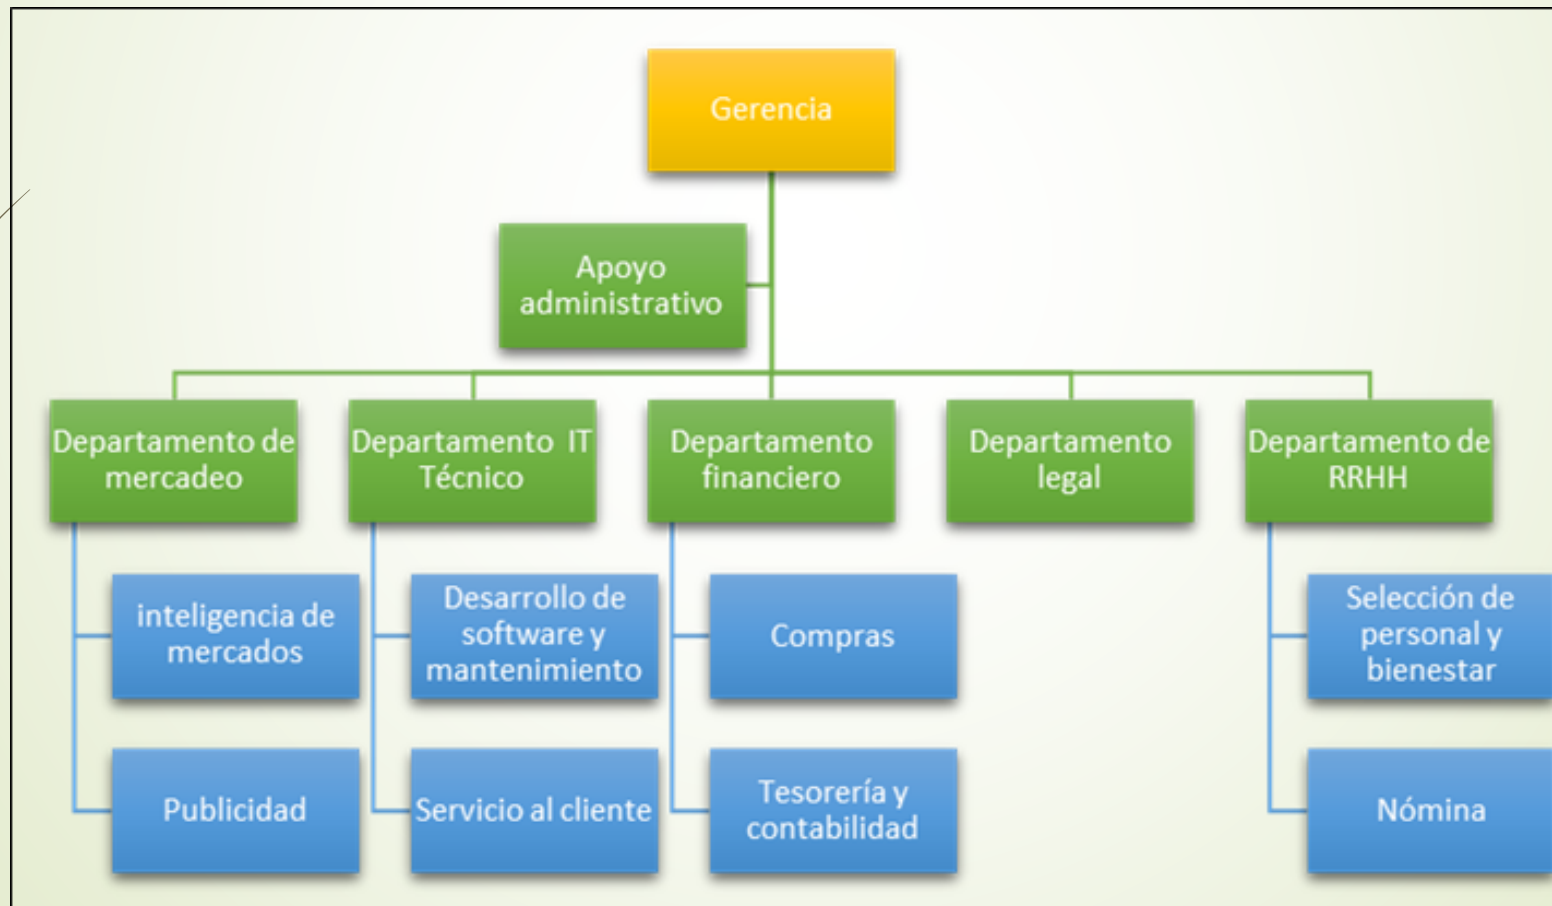 Gerencia
Apoyo
administrativo
Departamento de
mercadeo
Departamento IT
Técnico
Departamento
financiero
Departamento
legal
Departamento de
RRHH
inteligencia de
mercados
Desarrollo de
software y
mantenimiento
Compras
Selección de
personal y
bienestar
Publicidad
Servicio al cliente
Tesorería y
contabilidad
Nómina